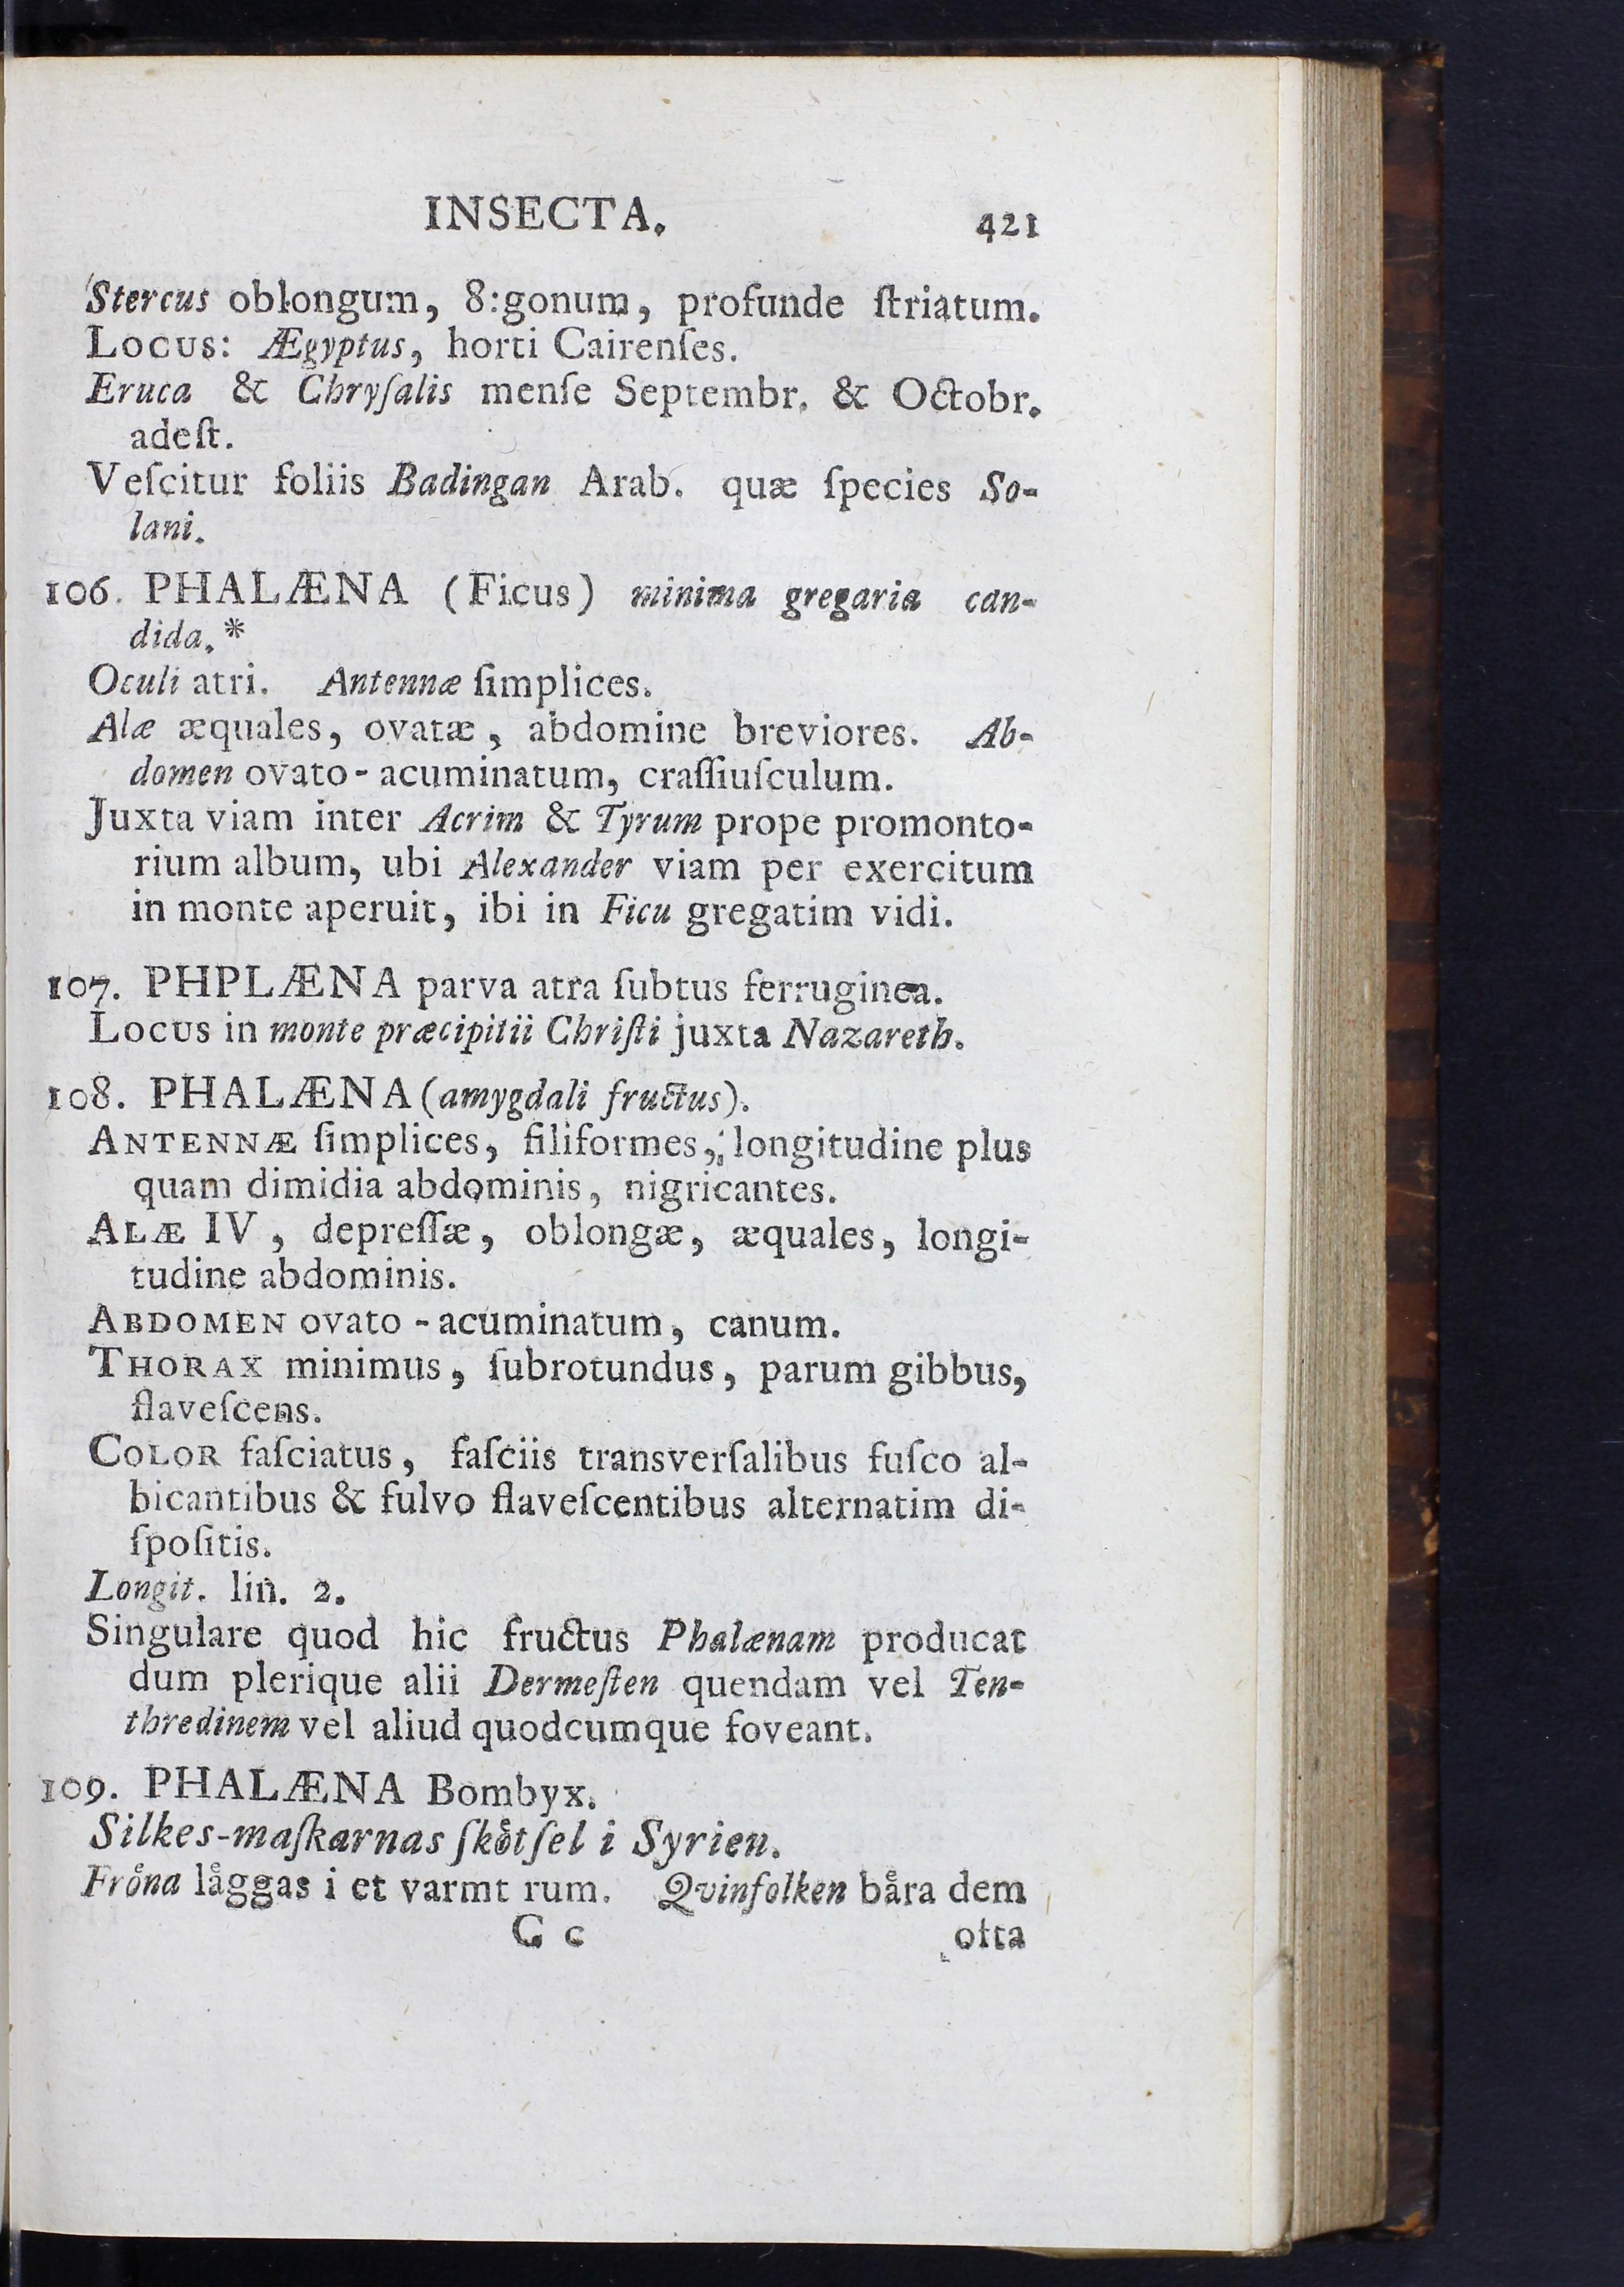 INSECTA. 421
Stercus oblongum, 8:gonum, profunde ſtriatum.
Locus: Ægyptus, horti Cairenſes.
Eruca & Chryſalis menſe Septembr. & Octobr.
adeſt.
Veſcitur foliis Badingan Arab. quæ ſpecies So-
lani.
106. PHALÆNA (Ficus) minima gregaria can-
dida.*
Oculi atri. Antennæ ſimplices.
Alæ æquales, ovatæ, abdomine breviores. Ab-
domen ovato-acuminatum, craſſiuſculum.
Juxta viam inter Acrim & Tyrum prope promonto-
rium album, ubi Alexander viam per exercitum
in monte aperuit, ibi in Ficu gregatim vidi.
107. PHPLÆNA parva atra ſubtus ferruginea.
Locus in monte præcipitii Chriſti juxta Nazareth.
108. PHALÆNA (amygdali fructus).
ANTENNÆ ſimplices, filiformes, longitudine plus
quam dimidia abdominis, nigricantes.
ALÆ IV, depreſſæ, oblongæ, æquales, longi-
tudine abdominis.
ABDOMEN ovato-acuminatum, canum.
THORAX minimus, ſubrotundus, parum gibbus,
flaveſcens.
COLOR faſciatus, faſciis transverſalibus fuſco al-
bicantibus & fulvo flaveſcentibus alternatim di-
ſpoſitis.
Longit. lin. 2.
Singulare quod hic fructus Phalænam producat
dum plerique alii Dermeſten quendam vel Ten-
thredinem vel aliud quodcumque foveant.
109. PHALÆNA Bombyx.
Silkes-maſkarnas ſkötſel i Syrien.
Fröna låggas i et varmt rum. Qvinfolken båra dem
C c ofta